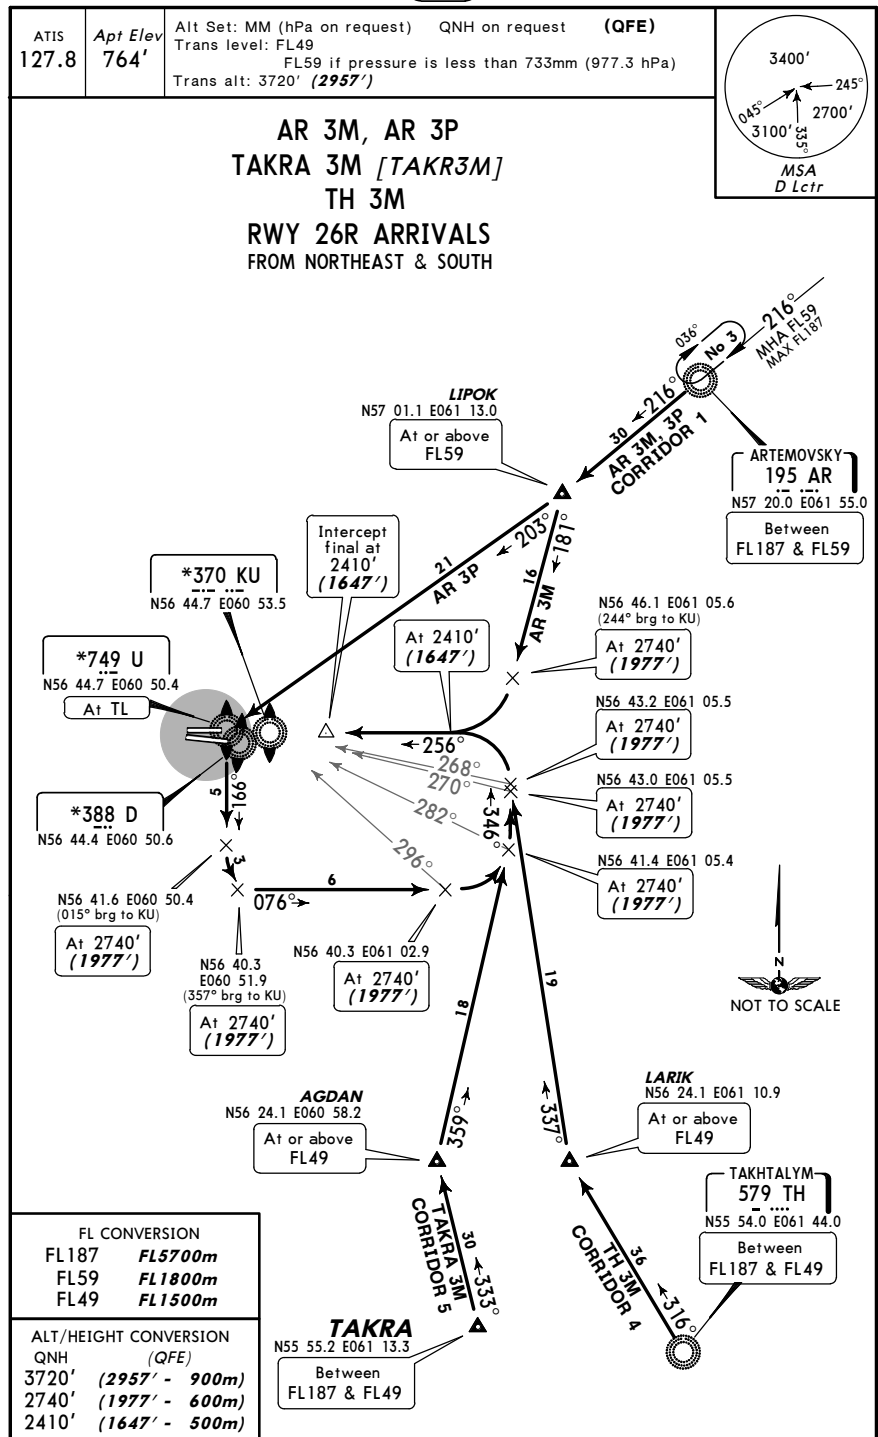 ATIS
127.8
Apt Elev
764'
Alt Set: MM (hPa on request) QNH on request (QFE)
Trans level: FL49
FL59 if pressure is less than 733mm (977.3 hPa)
Trans alt: 3720' (2957')
3400'
245°
045°
2700'
3100'
335°
MSA
D Lctr
AR 3M, AR 3P
TAKRA 3M [TAKR3M]
TH 3M
RWY 26R ARRIVALS
FROM NORTHEAST & SOUTH
036°
No 3
216°
MHA FL59
MAX FL187
LIPOK
N57 01.1 E061 13.0
At or above
FL59
216°
30
AR 3M, 3P
CORRIDOR 1
ARTEMOVSKY
195 AR
N57 20.0 E061 55.0
Between
FL187 & FL59
Intercept
final at
2410'
(1647')
203°
21
AR 3P
181°
16
AR 3M
*370 KU
N56 44.7 E060 53.5
N56 46.1 E061 05.6
(244° brg to KU)
At 2740'
(1977')
At 2410'
(1647')
*749 U
N56 44.7 E060 50.4
At TL
N56 43.2 E061 05.5
At 2740'
(1977')
256°
268°
270°
282°
296°
N56 43.0 E061 05.5
At 2740'
(1977')
5
166°
346°
*388 D
N56 44.4 E060 50.6
3
N56 41.4 E061 05.4
At 2740'
(1977')
6
076°
N56 41.6 E060 50.4
(015° brg to KU)
At 2740'
(1977')
N56 40.3
E060 51.9
(357° brg to KU)
At 2740'
(1977')
N56 40.3 E061 02.9
At 2740'
(1977')
18
19
N
NOT TO SCALE
AGDAN
N56 24.1 E060 58.2
At or above
FL49
359°
337°
LARIK
N56 24.1 E061 10.9
At or above
FL49
TAKHTALYM
579 TH
N55 54.0 E061 44.0
Between
FL187 & FL49
TAKRA 3M
CORRIDOR 5
30
333°
36
TH 3M
CORRIDOR 4
316°
TAKRA
N55 55.2 E061 13.3
Between
FL187 & FL49
FL CONVERSION
FL187 FL5700m
FL59 FL1800m
FL49 FL1500m
ALT/HEIGHT CONVERSION
QNH (QFE)
3720' (2957' - 900m)
2740' (1977' - 600m)
2410' (1647' - 500m)